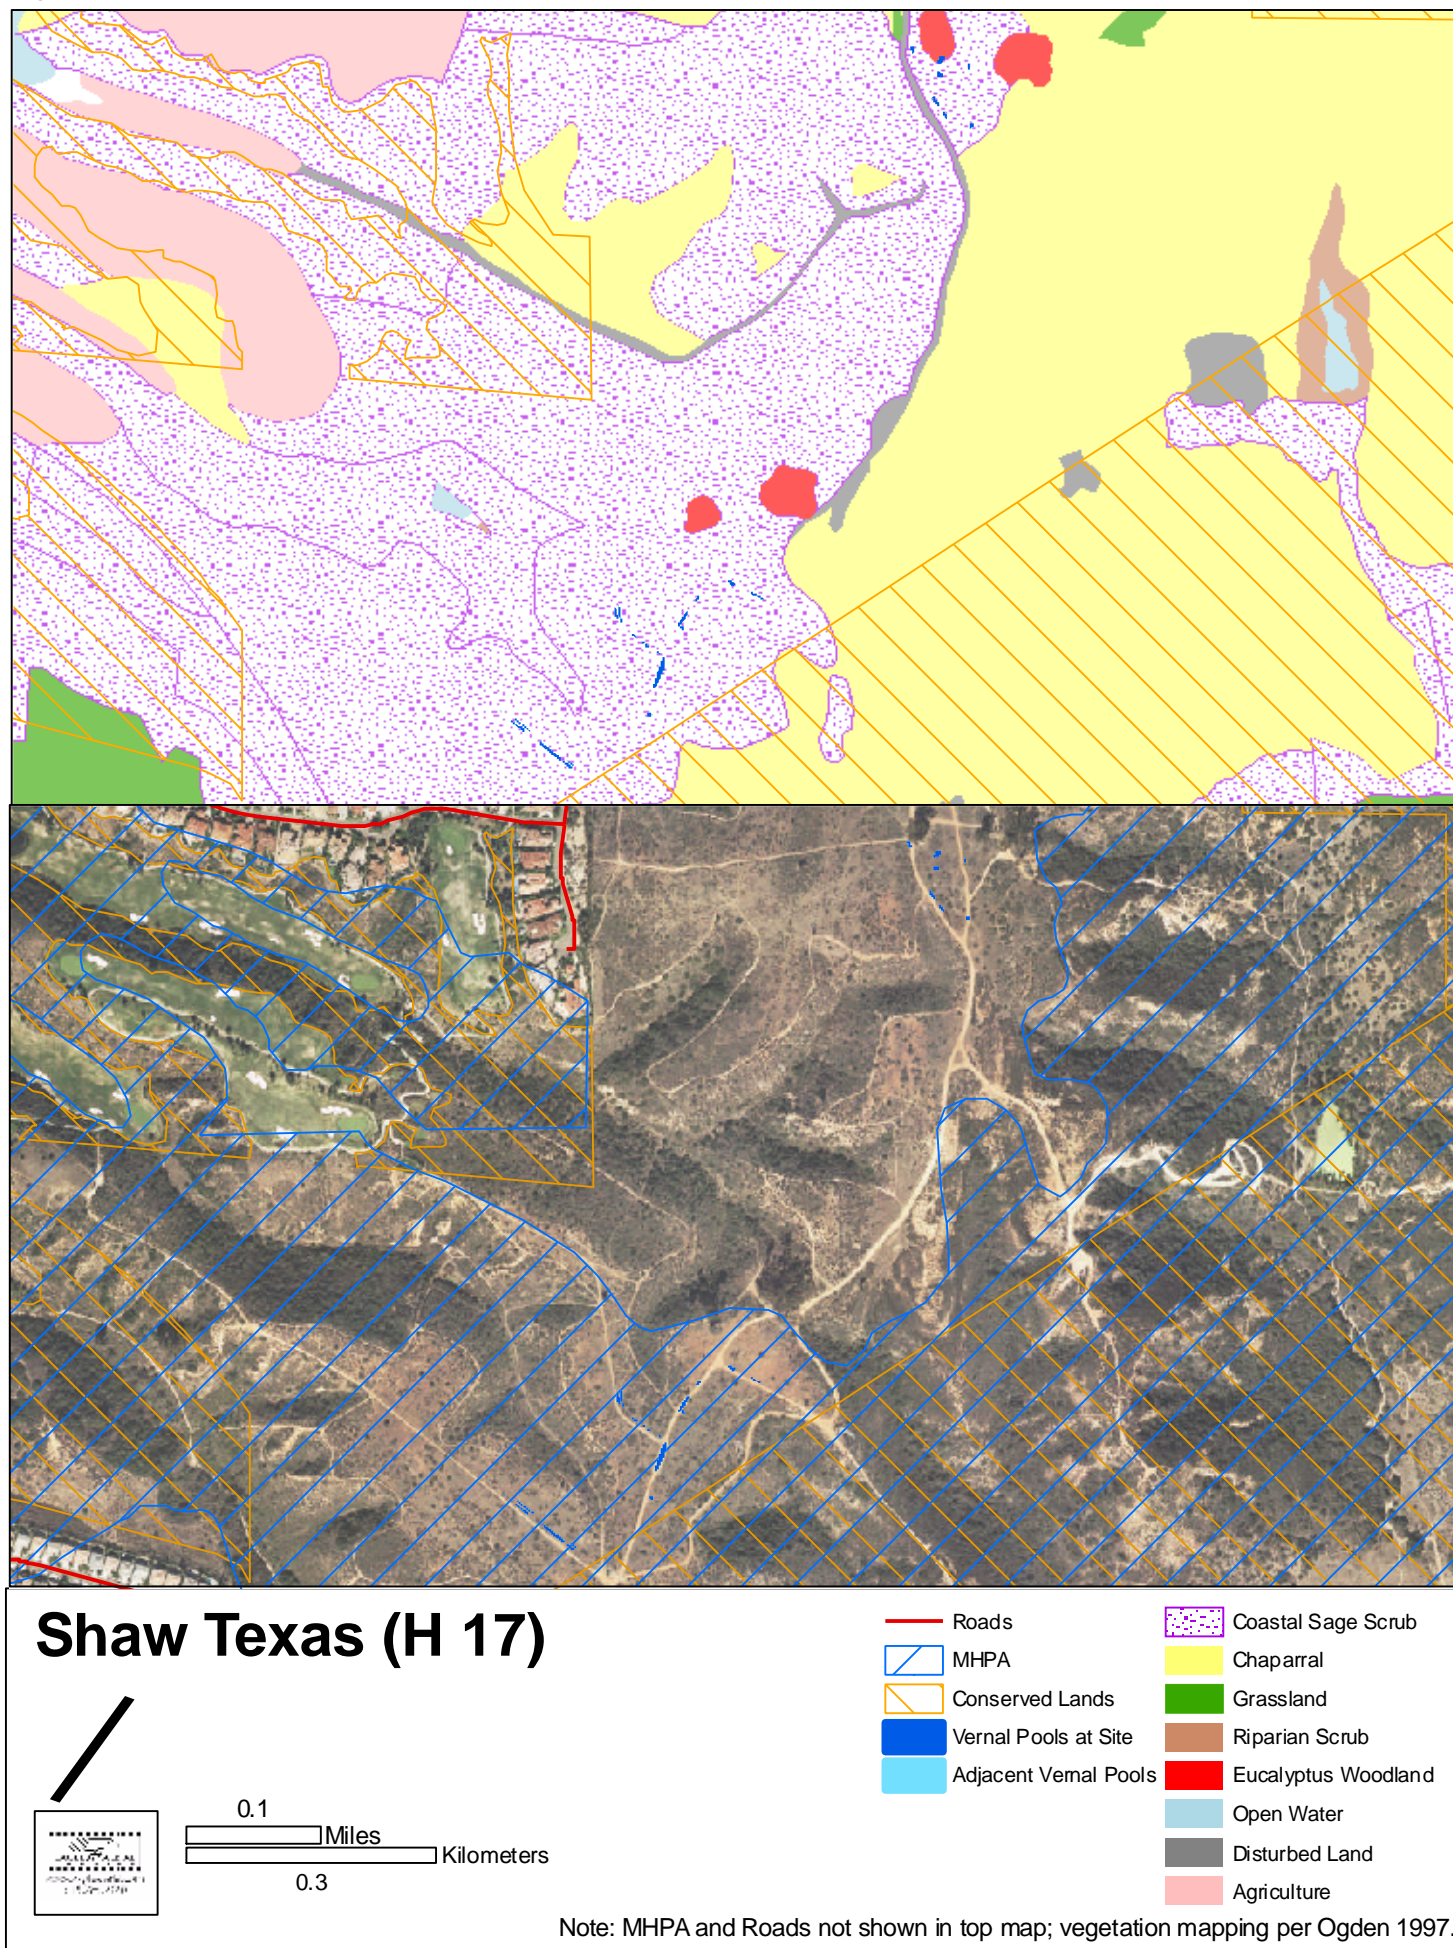 Shaw Texas (H 17)
Roads
MHPA
Conserved Lands
Vernal Pools at Site
Adjacent Vernal Pools
Coastal Sage Scrub
Chaparral
Grassland
Riparian Scrub
Eucalyptus Woodland
Open Water
Disturbed Land
Agriculture
0.1
Miles
Kilometers
0.3
Note: MHPA and Roads not shown in top map; vegetation mapping per Ogden 1997.